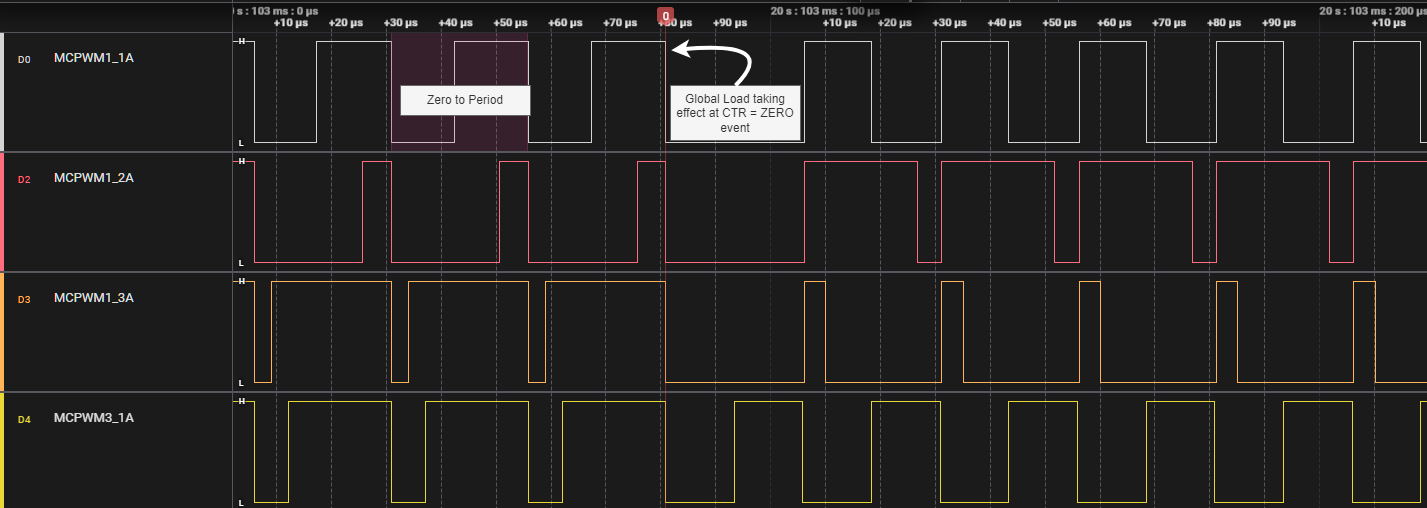 0 s : 103 ms : 0 µs
20 s : 103 ms : 100 µs
20 s : 103 ms : 200 µs
+10 µs +20 µs +30 µs +40 µs +50 µs +60 µs +70 µs 0 +80 µs +90 µs +10 µs +20 µs +30 µs +40 µs +50 µs +60 µs +70 µs +80 µs +90 µs +10 µs
D0 MCPWM1_1A H
L
Zero to Period
Global Load taking
effect at CTR = ZERO
event
D2 MCPWM1_2A H
L
D3 MCPWM1_3A H
L
D4 MCPWM3_1A H
L